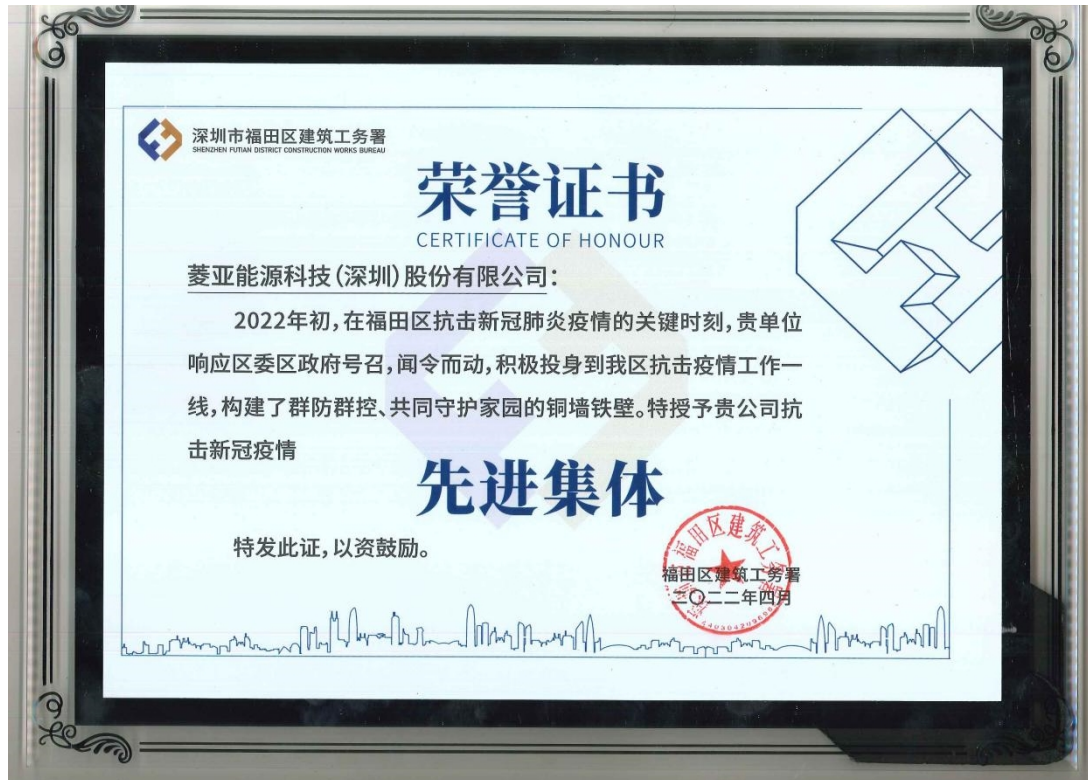 深圳市福田区建筑工务署
SHENZHEN FUTIAN DISTRICT CONSTRUCTION WORKS BUREAU
荣誉证书
CERTIFICATE OF HONOUR
菱亚能源科技(深圳)股份有限公司:
2022年初,在福田区抗击新冠肺炎疫情的关键时刻,贵单位
响应区委区政府号召,闻令而动,积极投身到我区抗击疫情工作一
线,构建了群防群控、共同守护家园的铜墙铁壁。特授予贵公司抗
击新冠疫情
先进集体
特发此证,以资鼓励。
深圳市福田区建筑工务署
福田区建筑工务署
二〇二二年四月